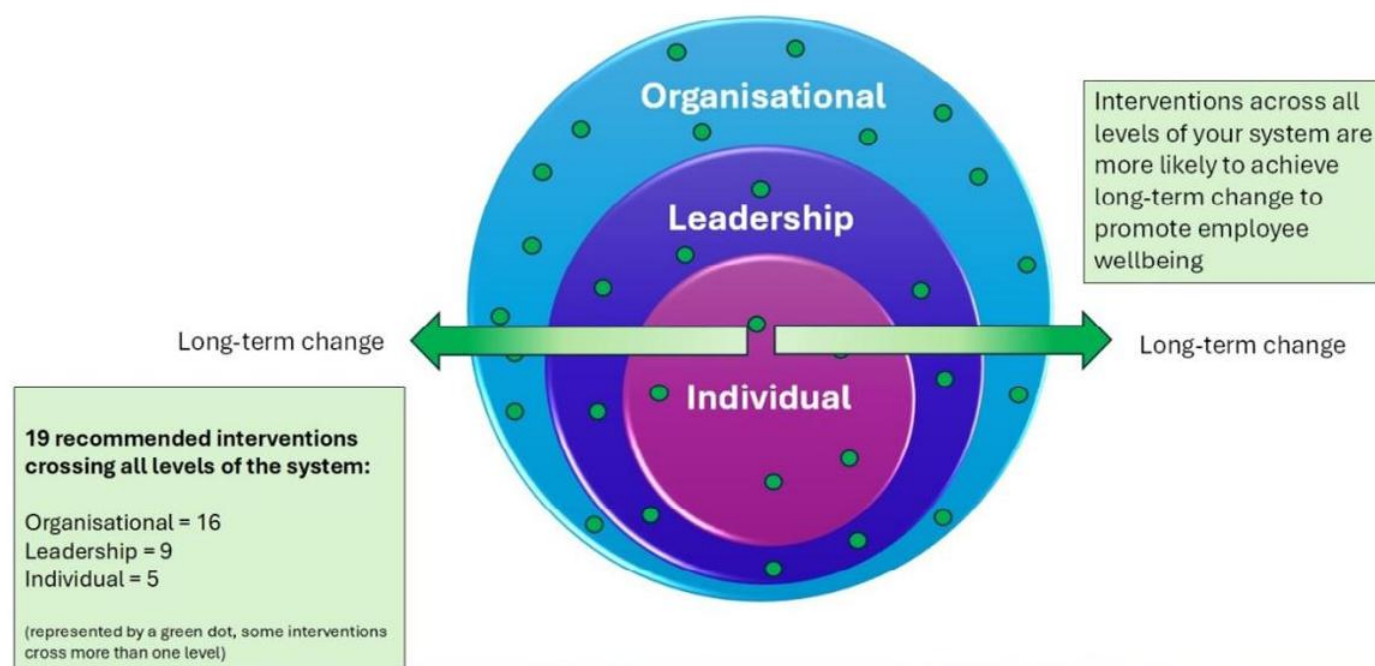 Organisational
Leadership
Individual
Interventions across all
levels of your system are
more likely to achieve
long-term change to
promote employee
wellbeing
Long-term change
Long-term change
19 recommended interventions
crossing all levels of the system:
Organisational = 16
Leadership = 9
Individual = 5
(represented by a green dot, some interventions
cross more than one level)